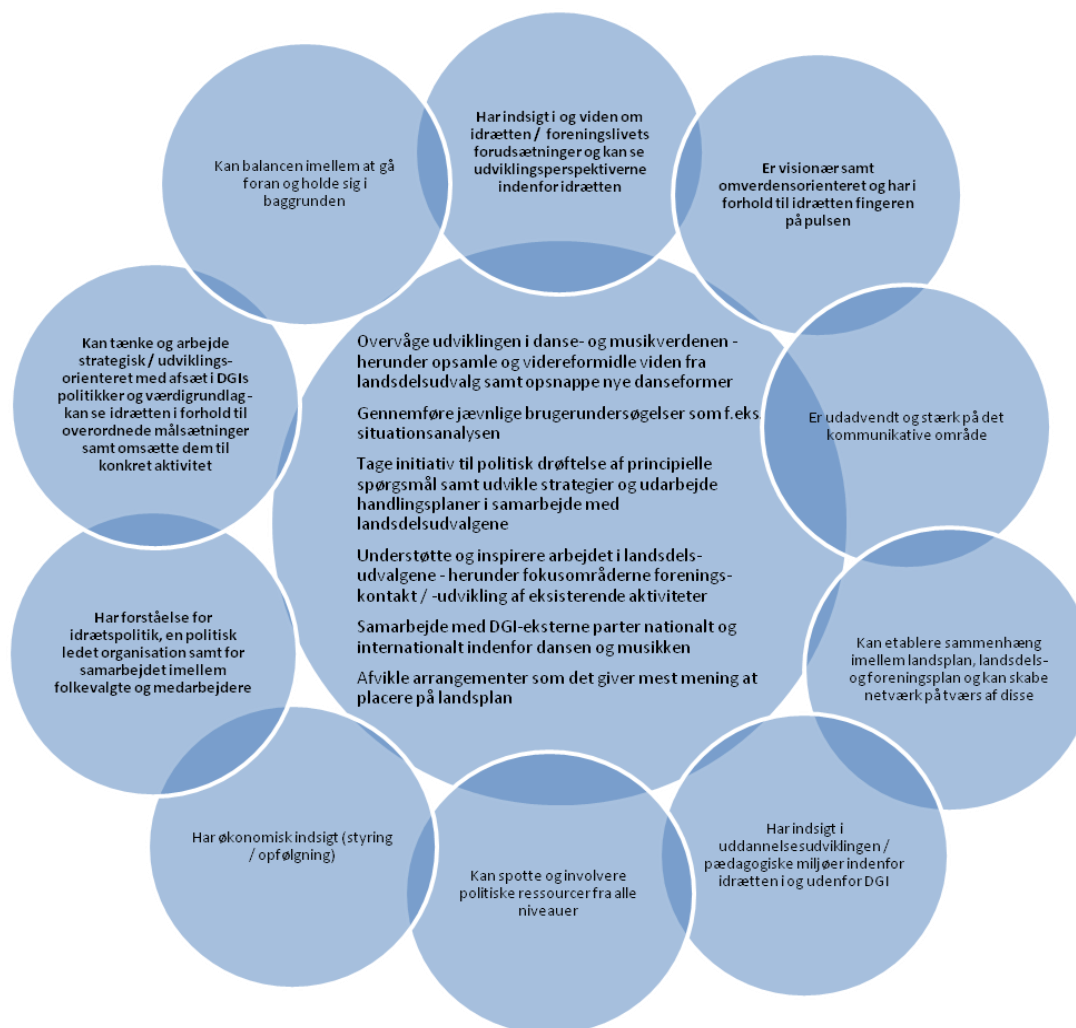 Har indsigt i og viden om
idrætten / foreningslivets
forudsætninger og kan se
udviklingsperspektiverne
indenfor idrætten
Er visionær samt
omverdensorienteret og har i
forhold til idrætten fingeren
på pulsen
Er udadvendt og stærk på det
kommunikative område
Kan etablere sammenhæng
imellem landsplan, landsdels-
og foreningsplan og kan skabe
netværk på tværs af disse
Har indsigt i
uddannelsesudviklingen /
pædagogiske miljøer indenfor
idrætten i og udenfor DGI
Kan spotte og involvere
politiske ressourcer fra alle
niveauer
Har økonomisk indsigt (styring
/ opfølgning)
Har forståelse for
idrætspolitik, en politisk
ledet organisation samt for
samarbejdet imellem
folkevalgte og medarbejdere
Kan tænke og arbejde
strategisk / udviklings-
orienteret med afsæt i DGIs
politikker og værdigrundlag -
kan se idrætten i forhold til
overordnede målsætninger
samt omsætte dem til
konkret aktivitet
Kan balancen imellem at gå
foran og holde sig i
baggrunden
Overvåge udviklingen i danse- og musikverdenen -
herunder opsamle og videreformidle viden fra
landsdelsudvalg samt opsnappe nye danseformer
Gennemføre jævnlige brugerundersøgelser som f.eks.
situationsanalysen
Tage initiativ til politisk drøftelse af principielle
spørgsmål samt udvikle strategier og udarbejde
handlingsplaner i samarbejde med
landsdelsudvalgene
Understøtte og inspirere arbejdet i landsdels-
udvalgene - herunder fokusområderne forenings-
kontakt / -udvikling af eksisterende aktiviteter
Samarbejde med DGI-eksterne parter nationalt og
internationalt indenfor dansen og musikken
Afvikle arrangementer som det giver mest mening at
placere på landsplan